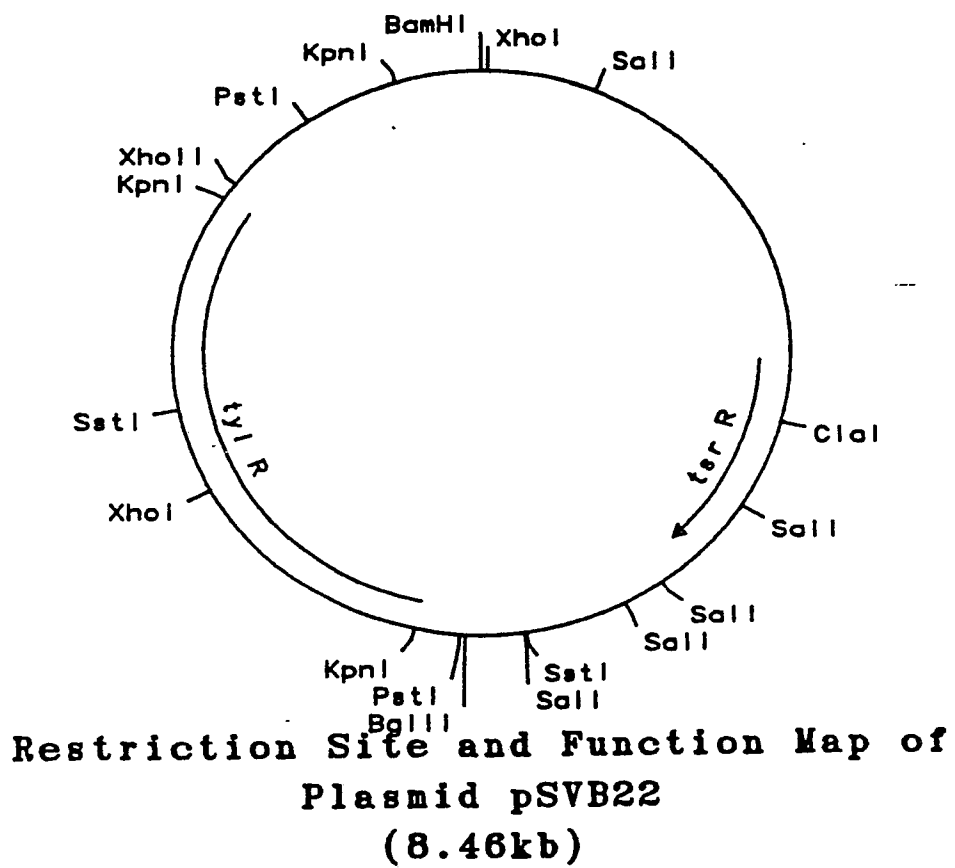 BamHI
XhoI
KpnI
SalI
PstI
XhoII
KpnI
tyl R
tsr R
SstI
ClaI
XhoI
SalI
SalI
SalI
KpnI
SstI
PstI
SalI
BglII
Restriction Site and Function Map of
Plasmid pSVB22
(8.46kb)